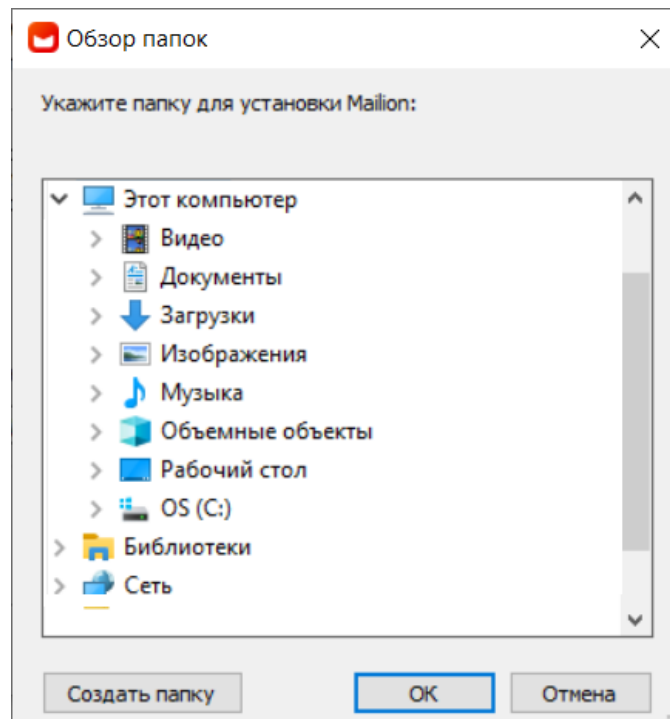 Обзор папок
Укажите папку для установки Mailion:
Этот компьютер
Видео
Документы
Загрузки
Изображения
Музыка
Объемные объекты
Рабочий стол
OS (C:)
Библиотеки
Сеть
Создать папку
ОК
Отмена